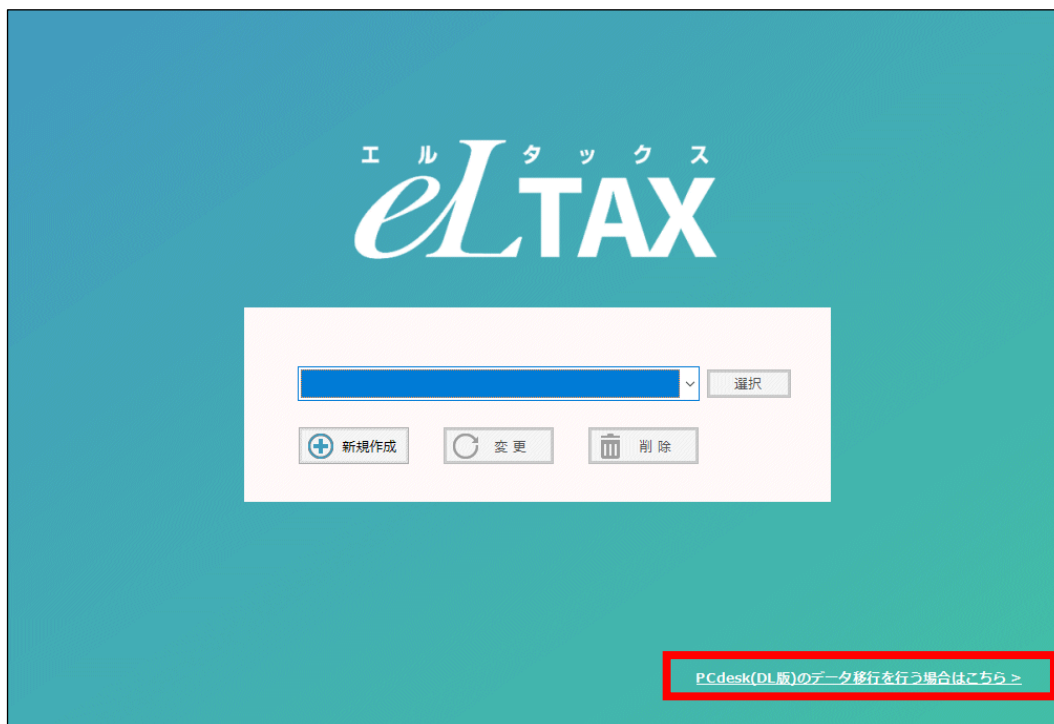 エルタックス
eLTAX
選択
新規作成 変更 削除
PCdesk(DL版)のデータ移行を行う場合はこちら >